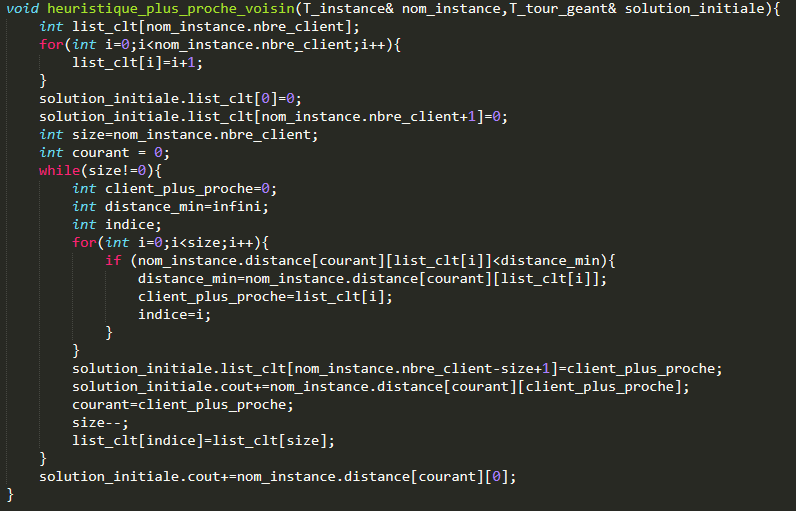 void heuristique_plus_proche_voisin(T_instance& nom_instance,T_tour_geant& solution_initiale){
    int list_clt[nom_instance.nbre_client];
    for(int i=0;i<nom_instance.nbre_client;i++){
        list_clt[i]=i+1;
    }
    solution_initiale.list_clt[0]=0;
    solution_initiale.list_clt[nom_instance.nbre_client+1]=0;
    int size=nom_instance.nbre_client;
    int courant = 0;
    while(size!=0){
        int client_plus_proche=0;
        int distance_min=infini;
        int indice;
        for(int i=0;i<size;i++){
            if (nom_instance.distance[courant][list_clt[i]]<distance_min){
                distance_min=nom_instance.distance[courant][list_clt[i]];
                client_plus_proche=list_clt[i];
                indice=i;
            }
        }
        solution_initiale.list_clt[nom_instance.nbre_client-size+1]=client_plus_proche;
        solution_initiale.cout+=nom_instance.distance[courant][client_plus_proche];
        courant=client_plus_proche;
        size--;
        list_clt[indice]=list_clt[size];
    }
    solution_initiale.cout+=nom_instance.distance[courant][0];
}